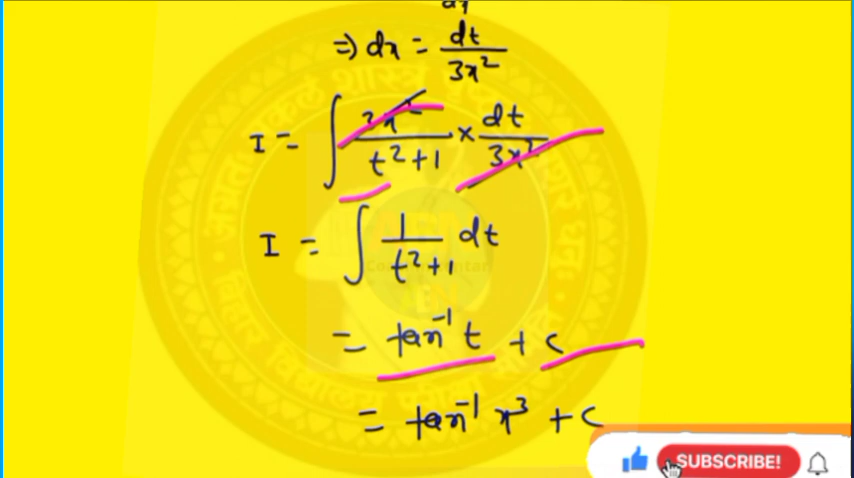 ⇒ dx = dt/3x²
I = ∫ 3x²/(t²+1) × dt/3x²
I = ∫ 1/(t²+1) dt
= tan⁻¹ t + c
= tan⁻¹ x³ + c
SUBSCRIBE!